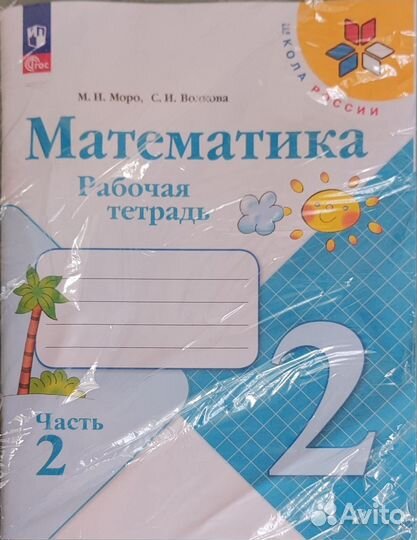 ШКОЛА РОССИИ
М. И. Моро, С. И. Волкова
Математика
Рабочая
тетрадь
2
Часть
2
Avito